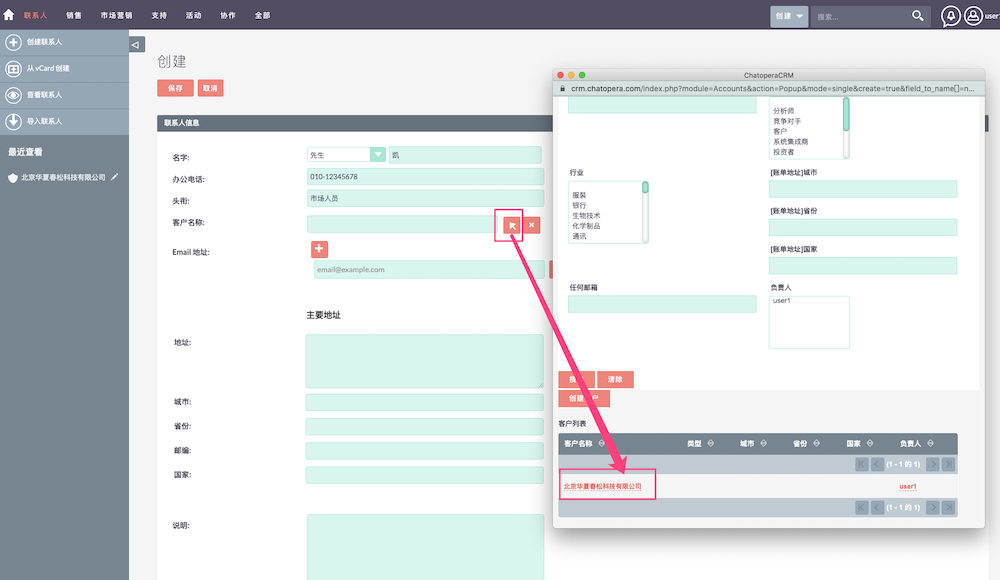 联系人 销售 市场营销 支持 活动 协作 全部
创建
搜索...
user
创建联系人
从 vCard 创建
查看联系人
导入联系人
最近查看
北京华夏春松科技有限公司
创建
保存 取消
联系人信息
名字: 先生 凯
办公电话: 010-12345678
头衔: 市场人员
客户名称:
Email 地址:
email@example.com
主要地址
地址:
城市:
省份:
邮编:
国家:
说明:
ChatoperaCRM
crm.chatopera.com/index.php?module=Accounts&action=Popup&mode=single&create=true&field_to_name[]=n...
分析师
竞争对手
客户
系统集成商
投资者
行业
服装
银行
生物技术
化学制品
通讯
[账单地址]城市
[账单地址]省份
[账单地址]国家
任何邮箱
负责人
user1
清除
创建
客户列表
客户名称 类型 城市 省份 国家 负责人
(1 - 1 的 1)
北京华夏春松科技有限公司 user1
(1 - 1 的 1)